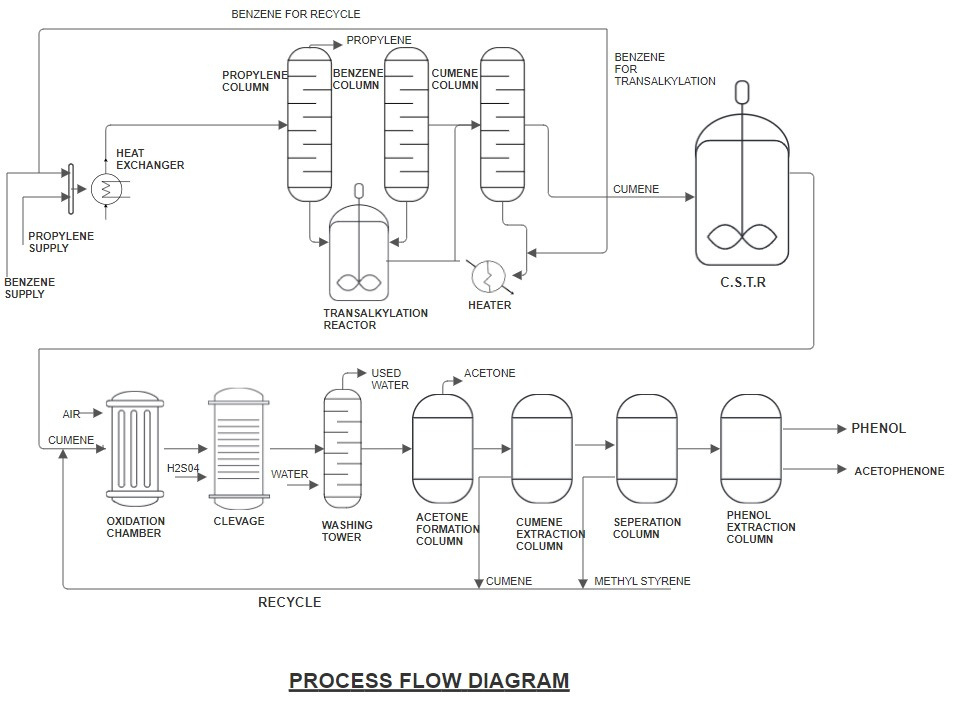 BENZENE FOR RECYCLE
PROPYLENE
PROPYLENE
COLUMN
BENZENE
COLUMN
CUMENE
COLUMN
BENZENE
FOR
TRANSALKYLATION
HEAT
EXCHANGER
CUMENE
PROPYLENE
SUPPLY
BENZENE
SUPPLY
TRANSALKYLATION
REACTOR
HEATER
C.S.T.R
USED
WATER
ACETONE
AIR
CUMENE
H2S04
WATER
PHENOL
ACETOPHENONE
OXIDATION
CHAMBER
CLEVAGE
WASHING
TOWER
ACETONE
FORMATION
COLUMN
CUMENE
EXTRACTION
COLUMN
SEPERATION
COLUMN
PHENOL
EXTRACTION
COLUMN
CUMENE
METHYL STYRENE
RECYCLE
PROCESS FLOW DIAGRAM